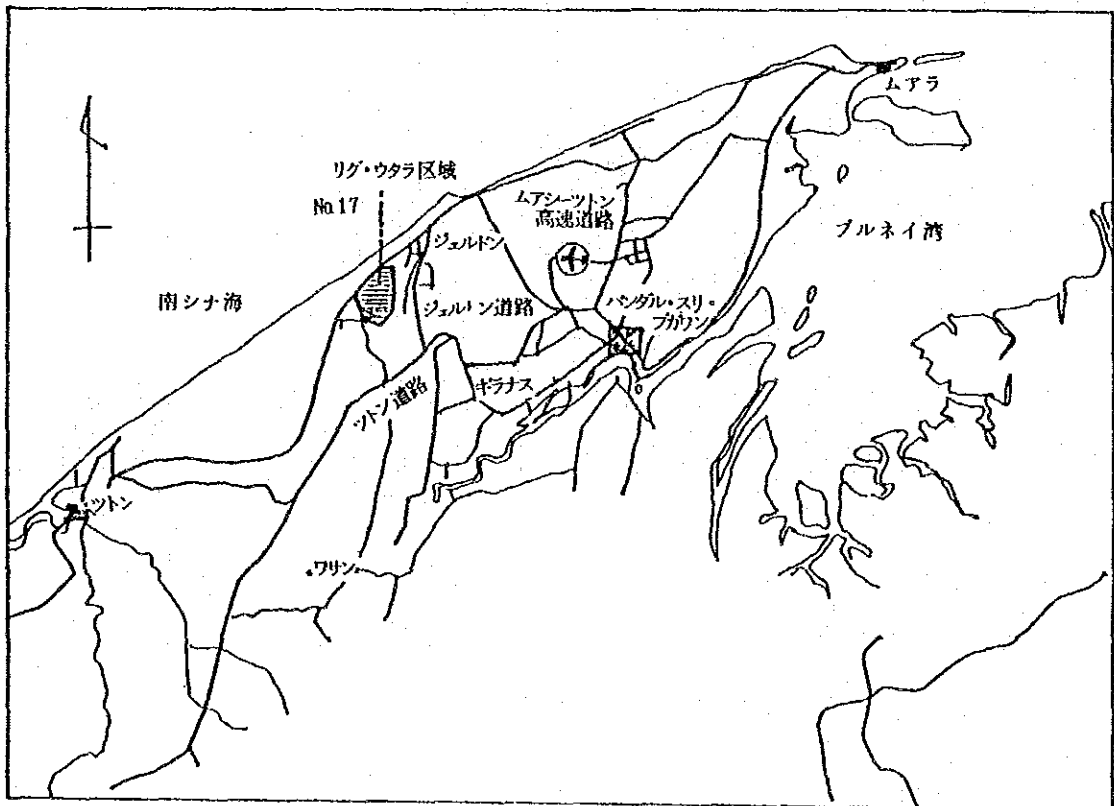 ムアラ
リグ・ウタラ区域
No.17
ムアシーツトン
高速道路
ジェルドン
ブルネイ湾
南シナ海
ジェルトン道路
バンダル・スリ・
ブガワン
キラナス
ツトン道路
ツトン
ワサン